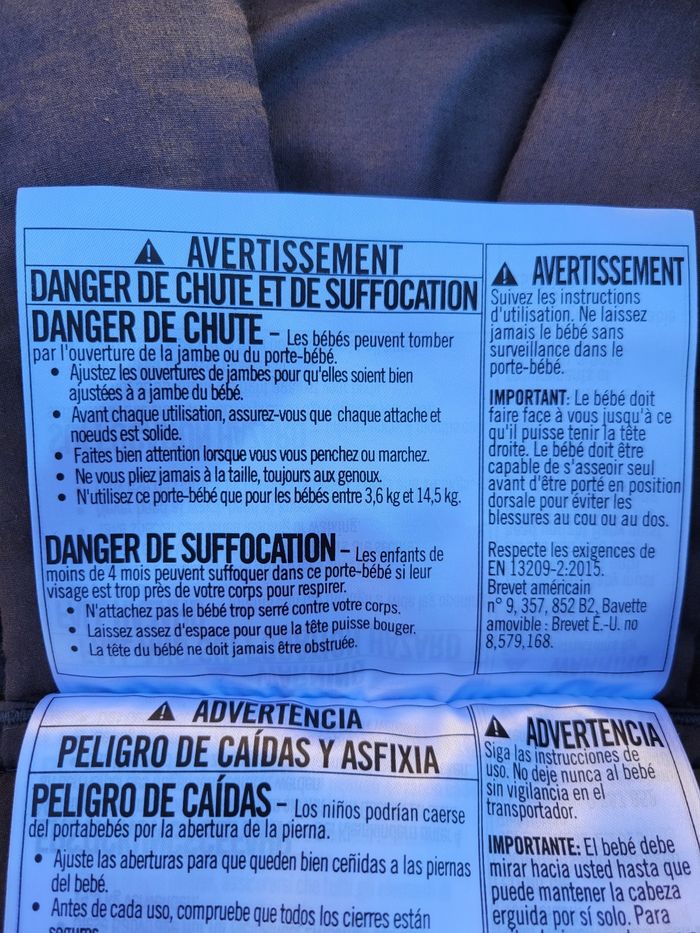 AVERTISSEMENT
DANGER DE CHUTE ET DE SUFFOCATION
DANGER DE CHUTE - Les bébés peuvent tomber
par l'ouverture de la jambe ou du porte-bébé.
• Ajustez les ouvertures de jambes pour qu'elles soient bien
ajustées à a jambe du bébé.
• Avant chaque utilisation, assurez-vous que chaque attache et
noeuds est solide.
• Faites bien attention lorsque vous vous penchez ou marchez.
• Ne vous pliez jamais à la taille, toujours aux genoux.
• N'utilisez ce porte-bébé que pour les bébés entre 3,6 kg et 14,5 kg.
DANGER DE SUFFOCATION - Les enfants de
moins de 4 mois peuvent suffoquer dans ce porte-bébé si leur
visage est trop près de votre corps pour respirer.
• N'attachez pas le bébé trop serré contre votre corps.
• Laissez assez d'espace pour que la tête puisse bouger.
• La tête du bébé ne doit jamais être obstruée.
AVERTISSEMENT
Suivez les instructions
d'utilisation. Ne laissez
jamais le bébé sans
surveillance dans le
porte-bébé.
IMPORTANT: Le bébé doit
faire face à vous jusqu'à ce
qu'il puisse tenir la tête
droite. Le bébé doit être
capable de s'asseoir seul
avant d'être porté en position
dorsale pour éviter les
blessures au cou ou au dos.
Respecte les exigences de
EN 13209-2:2015.
Brevet américain
n° 9, 357, 852 B2, Bavette
amovible : Brevet É.-U. no
8,579,168.
ADVERTENCIA
PELIGRO DE CAÍDAS Y ASFIXIA
PELIGRO DE CAÍDAS - Los niños podrían caerse
del portabebés por la abertura de la pierna.
• Ajuste las aberturas para que queden bien ceñidas a las piernas
del bebé.
• Antes de cada uso, compruebe que todos los cierres están
ADVERTENCIA
Siga las instrucciones de
uso. No deje nunca al bebé
sin vigilancia en el
transportador.
IMPORTANTE: El bebé debe
mirar hacia usted hasta que
puede mantener la cabeza
erguida por sí solo. Para